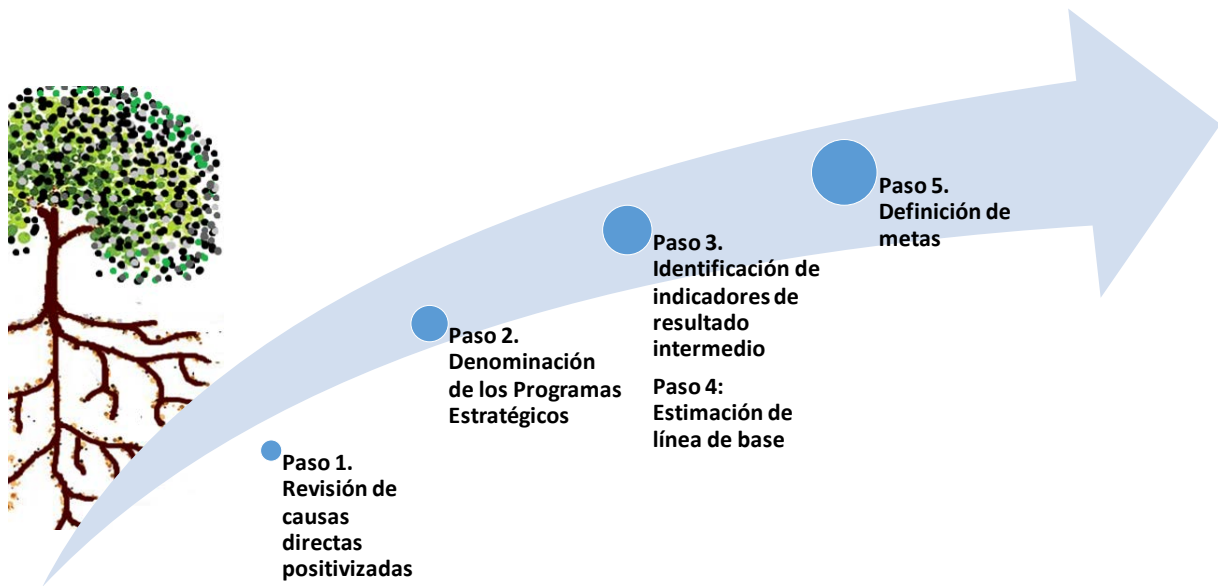 Paso 1.
Revisión de
causas
directas
positivizadas
Paso 2.
Denominación
de los Programas
Estratégicos
Paso 3.
Identificación de
indicadores de
resultado
intermedio
Paso 4:
Estimación de
línea de base
Paso 5.
Definición de
metas